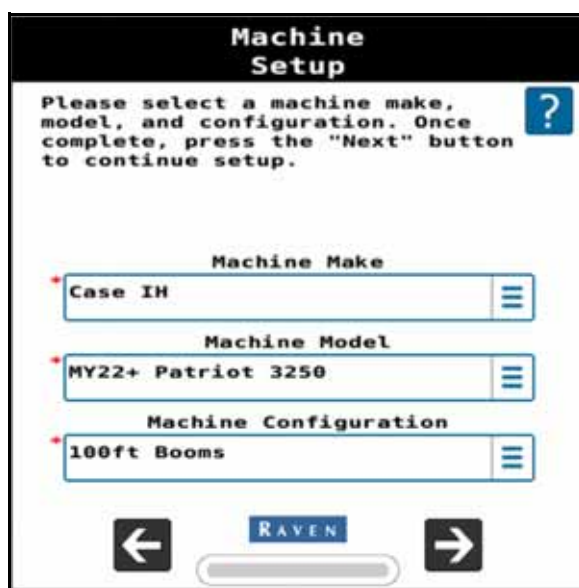 Machine
Setup
Please select a machine make,
model, and configuration. Once
complete, press the "Next" button
to continue setup.
?
Machine Make
* Case IH
Machine Model
* MY22+ Patriot 3250
Machine Configuration
* 100ft Booms
RAVEN